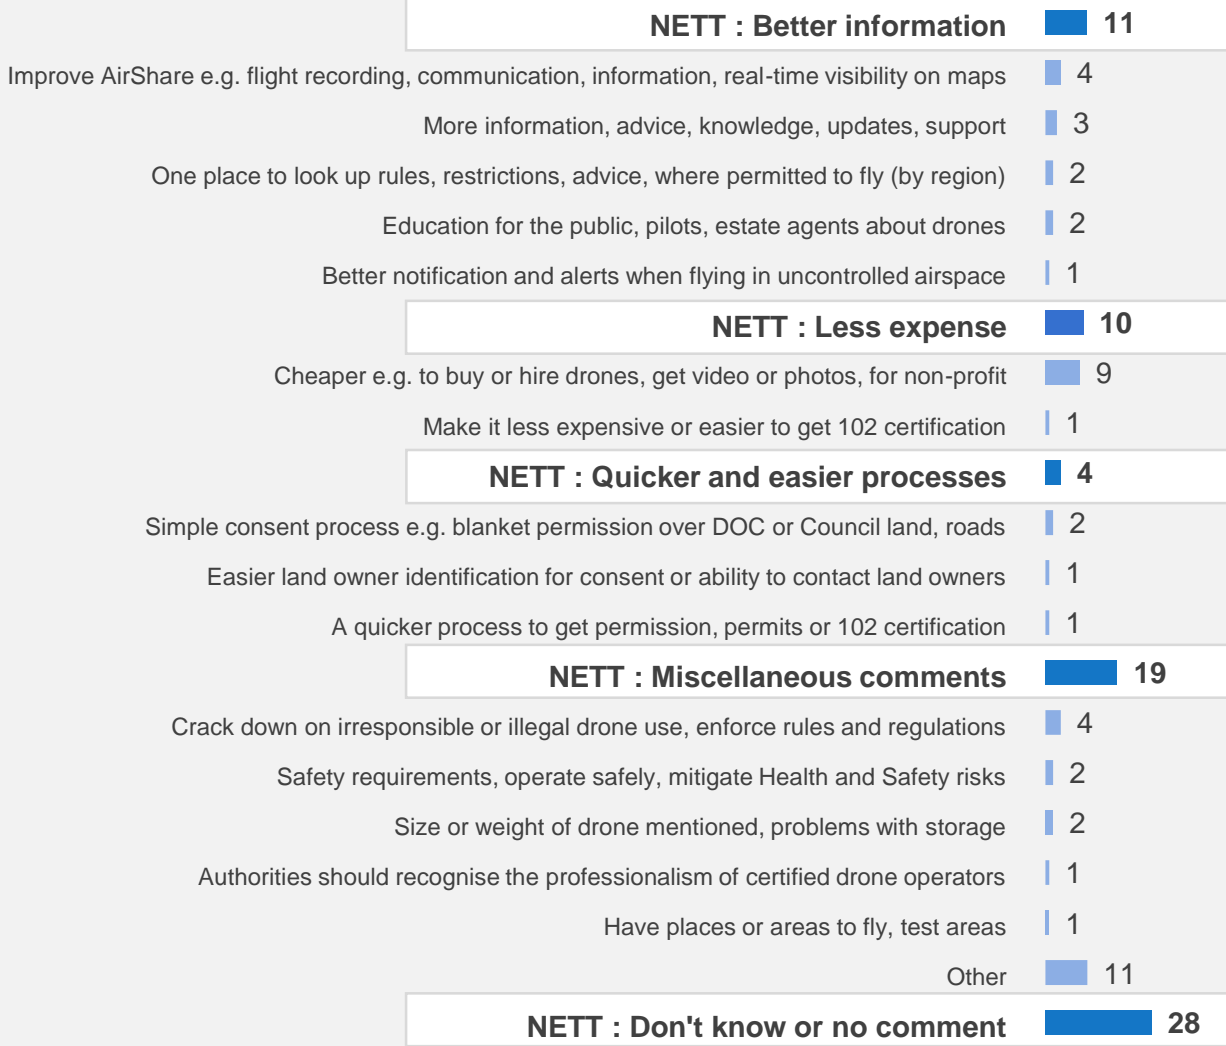 NETT : Better information 11
Improve AirShare e.g. flight recording, communication, information, real-time visibility on maps 4
More information, advice, knowledge, updates, support 3
One place to look up rules, restrictions, advice, where permitted to fly (by region) 2
Education for the public, pilots, estate agents about drones 2
Better notification and alerts when flying in uncontrolled airspace 1
NETT : Less expense 10
Cheaper e.g. to buy or hire drones, get video or photos, for non-profit 9
Make it less expensive or easier to get 102 certification 1
NETT : Quicker and easier processes 4
Simple consent process e.g. blanket permission over DOC or Council land, roads 2
Easier land owner identification for consent or ability to contact land owners 1
A quicker process to get permission, permits or 102 certification 1
NETT : Miscellaneous comments 19
Crack down on irresponsible or illegal drone use, enforce rules and regulations 4
Safety requirements, operate safely, mitigate Health and Safety risks 2
Size or weight of drone mentioned, problems with storage 2
Authorities should recognise the professionalism of certified drone operators 1
Have places or areas to fly, test areas 1
Other 11
NETT : Don't know or no comment 28